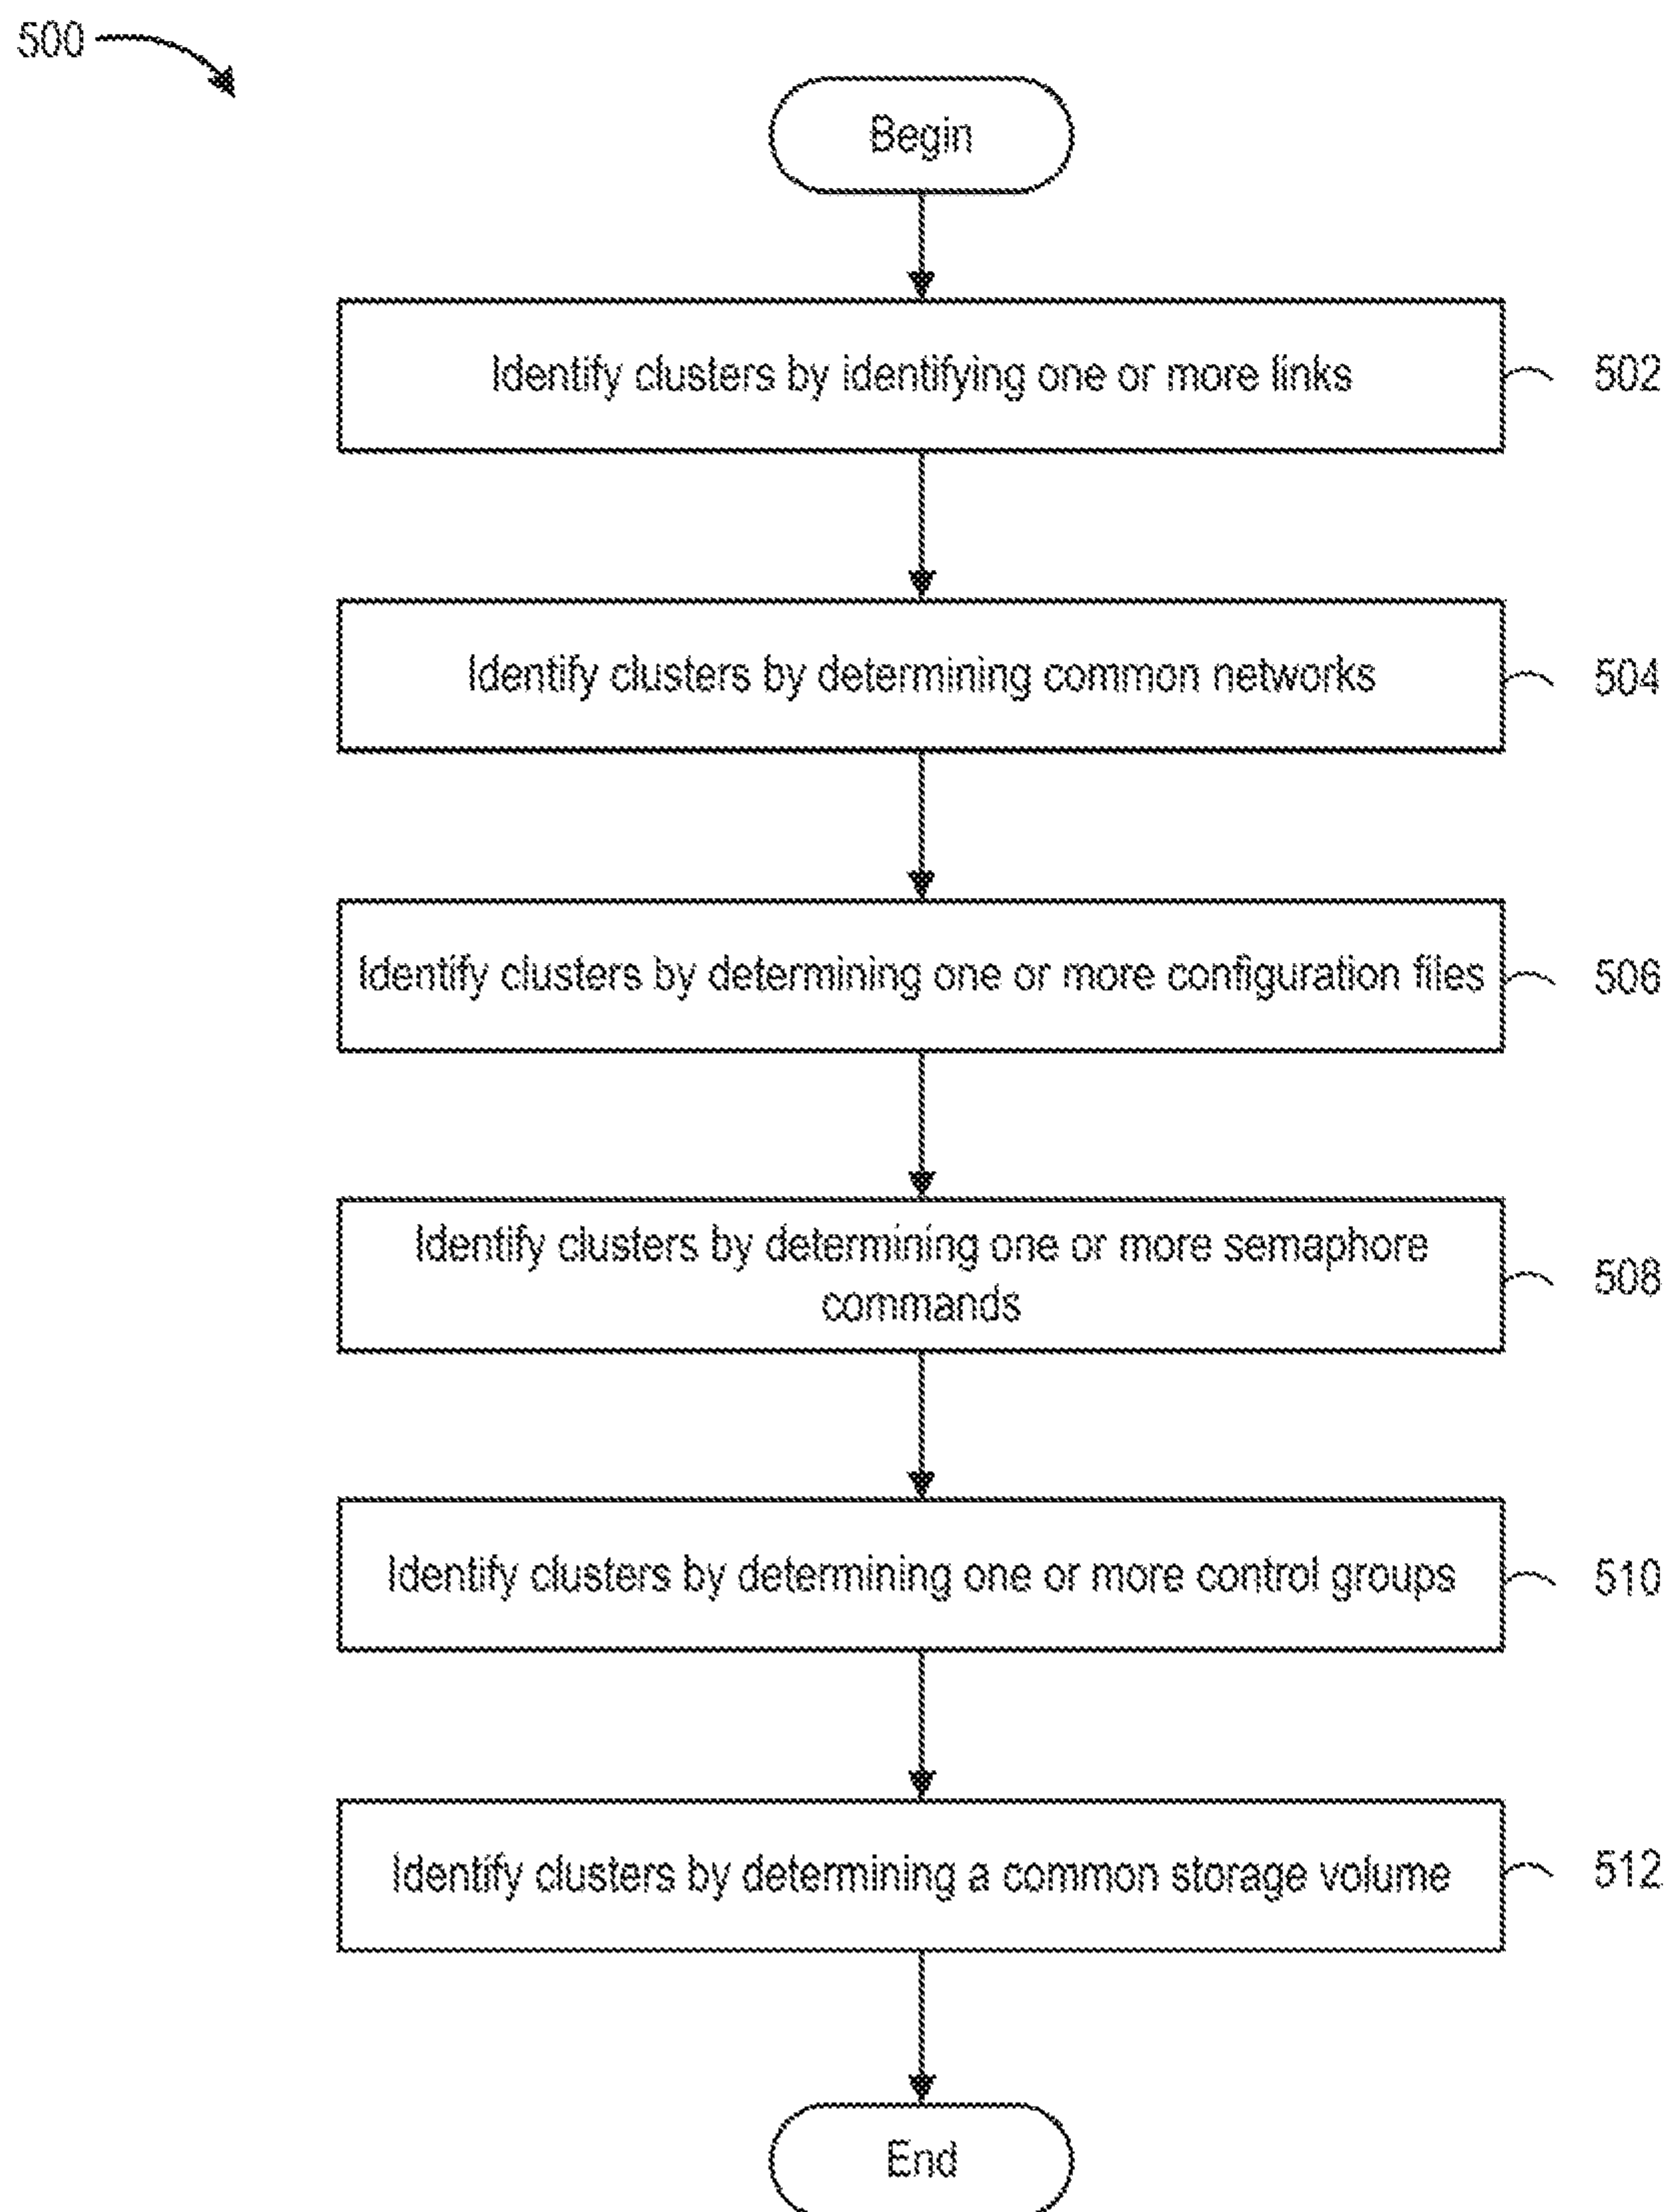 500
Begin
Identify clusters by identifying one or more links
502
Identify clusters by determining common networks
504
Identify clusters by determining one or more configuration files
506
Identify clusters by determining one or more semaphore
commands
508
Identify clusters by determining one or more control groups
510
Identify clusters by determining a common storage volume
512
End